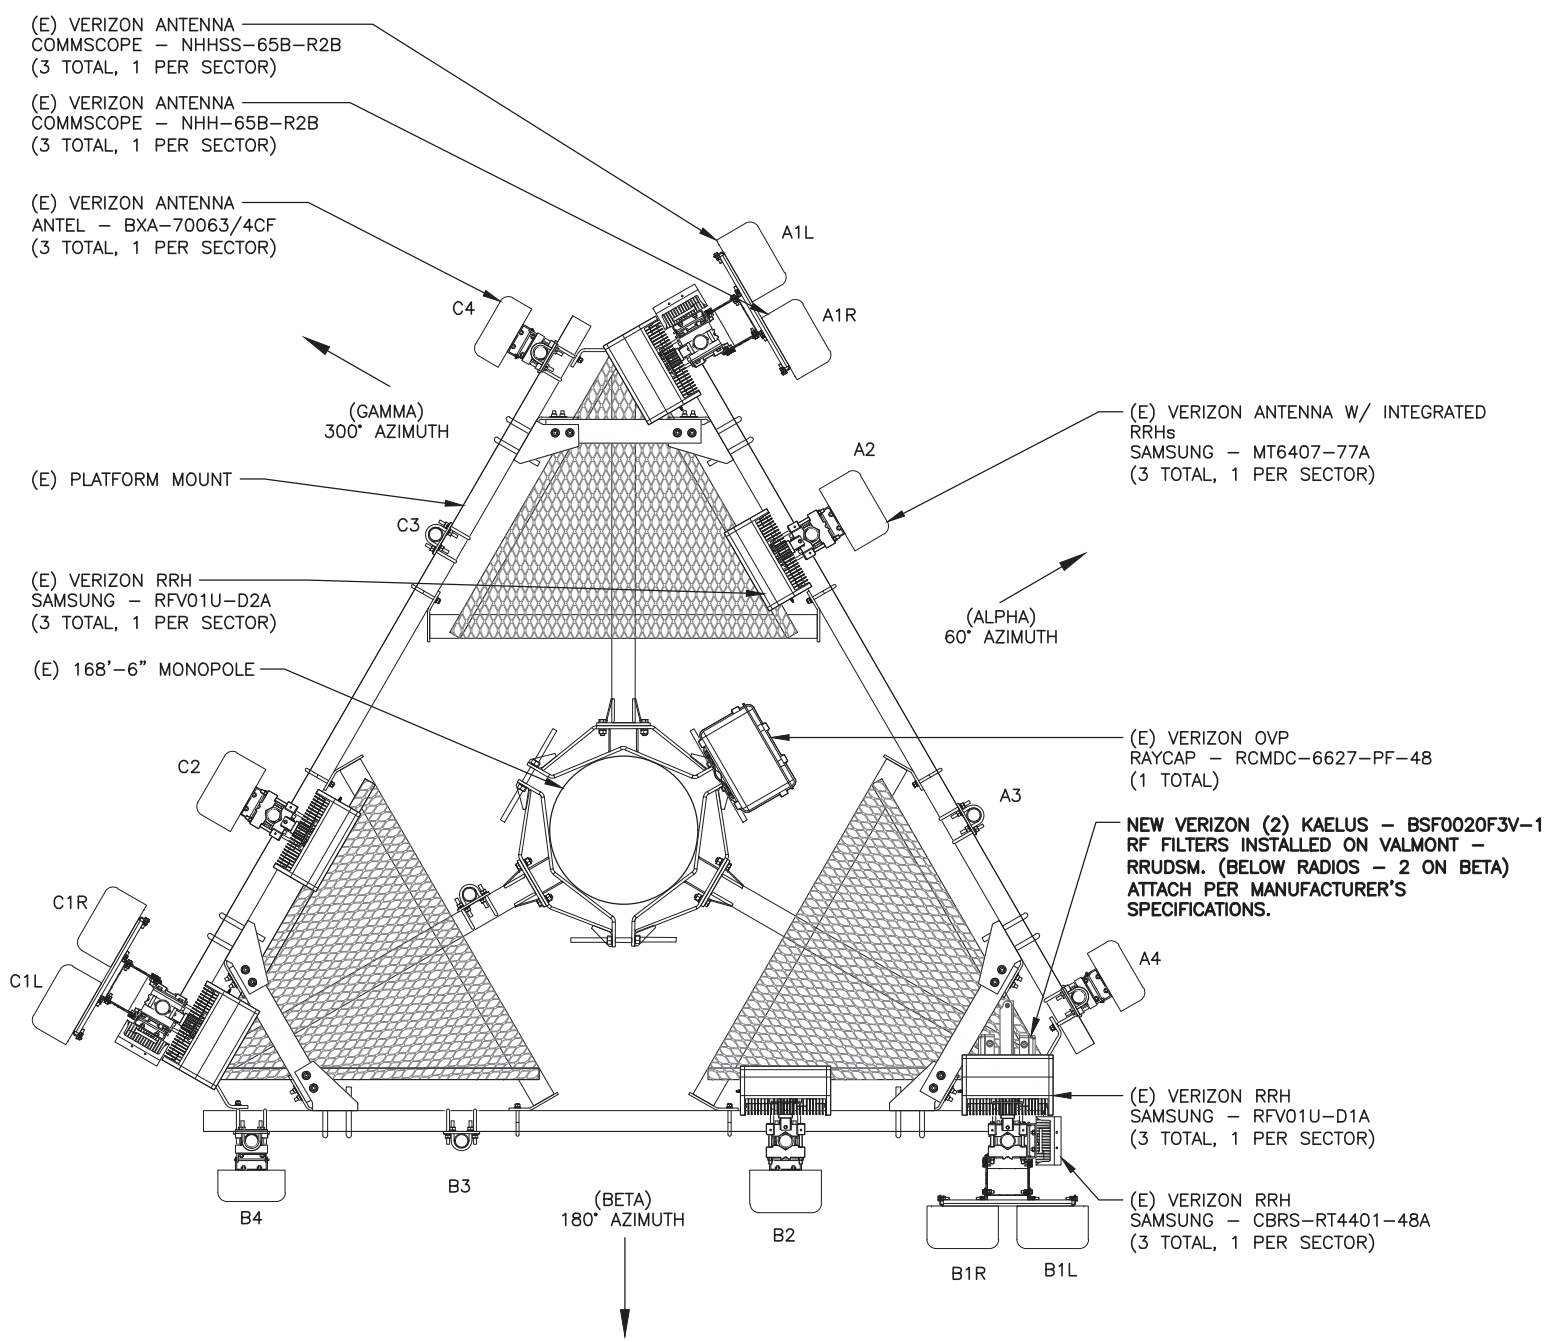 (E) VERIZON ANTENNA
COMMSCOPE – NHHSS-65B-R2B
(3 TOTAL, 1 PER SECTOR)
(E) VERIZON ANTENNA
COMMSCOPE – NHH-65B-R2B
(3 TOTAL, 1 PER SECTOR)
(E) VERIZON ANTENNA
ANTEL – BXA-70063/4CF
(3 TOTAL, 1 PER SECTOR)
A1L
C4
A1R
(GAMMA)
300° AZIMUTH
(E) VERIZON ANTENNA W/ INTEGRATED
RRHs
SAMSUNG – MT6407-77A
(3 TOTAL, 1 PER SECTOR)
A2
(E) PLATFORM MOUNT
C3
(E) VERIZON RRH
SAMSUNG – RFV01U-D2A
(3 TOTAL, 1 PER SECTOR)
(ALPHA)
60° AZIMUTH
(E) 168'-6" MONOPOLE
(E) VERIZON OVP
RAYCAP – RCMDC-6627-PF-48
(1 TOTAL)
C2
A3
NEW VERIZON (2) KAELUS – BSF0020F3V-1
RF FILTERS INSTALLED ON VALMONT –
RRUDSM. (BELOW RADIOS – 2 ON BETA)
ATTACH PER MANUFACTURER'S
SPECIFICATIONS.
C1R
A4
C1L
(E) VERIZON RRH
SAMSUNG – RFV01U-D1A
(3 TOTAL, 1 PER SECTOR)
B3
B4
(BETA)
180° AZIMUTH
B2
(E) VERIZON RRH
SAMSUNG – CBRS-RT4401-48A
(3 TOTAL, 1 PER SECTOR)
B1R
B1L